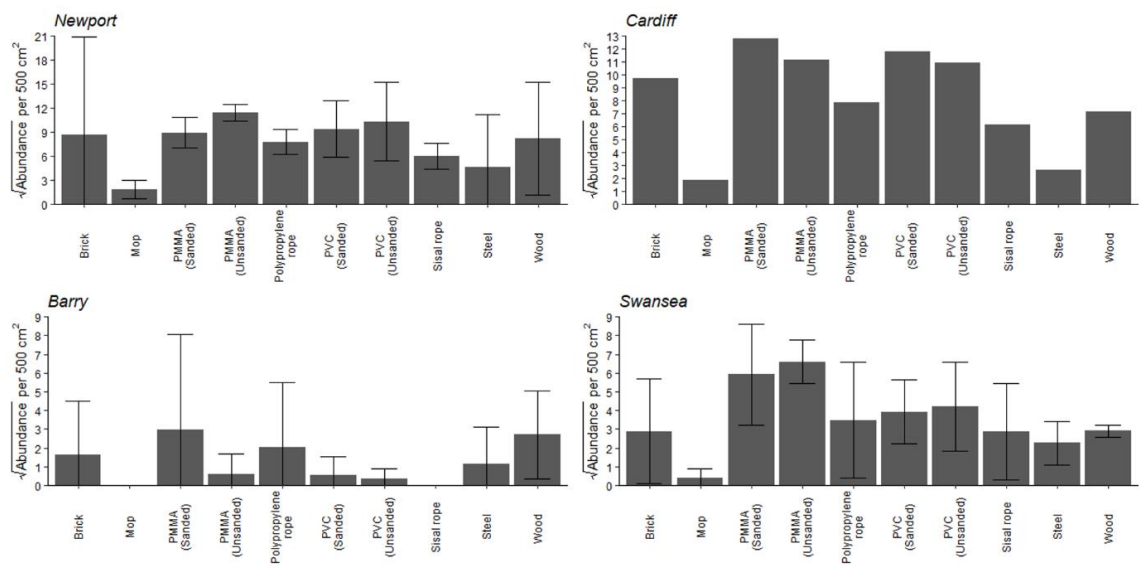 Newport
√Abundance per 500 cm²
21
18
15
12
9
6
3
0
Brick
Mop
PMMA
(Sanded)
PMMA
(Unsanded)
Polypropylene
rope
PVC
(Sanded)
PVC
(Unsanded)
Sisal rope
Steel
Wood
Cardiff
√Abundance per 500 cm²
13
12
11
10
9
8
7
6
5
4
3
2
1
0
Brick
Mop
PMMA
(Sanded)
PMMA
(Unsanded)
Polypropylene
rope
PVC
(Sanded)
PVC
(Unsanded)
Sisal rope
Steel
Wood
Barry
√Abundance per 500 cm²
9
8
7
6
5
4
3
2
1
0
Brick
Mop
PMMA
(Sanded)
PMMA
(Unsanded)
Polypropylene
rope
PVC
(Sanded)
PVC
(Unsanded)
Sisal rope
Steel
Wood
Swansea
√Abundance per 500 cm²
9
8
7
6
5
4
3
2
1
0
Brick
Mop
PMMA
(Sanded)
PMMA
(Unsanded)
Polypropylene
rope
PVC
(Sanded)
PVC
(Unsanded)
Sisal rope
Steel
Wood